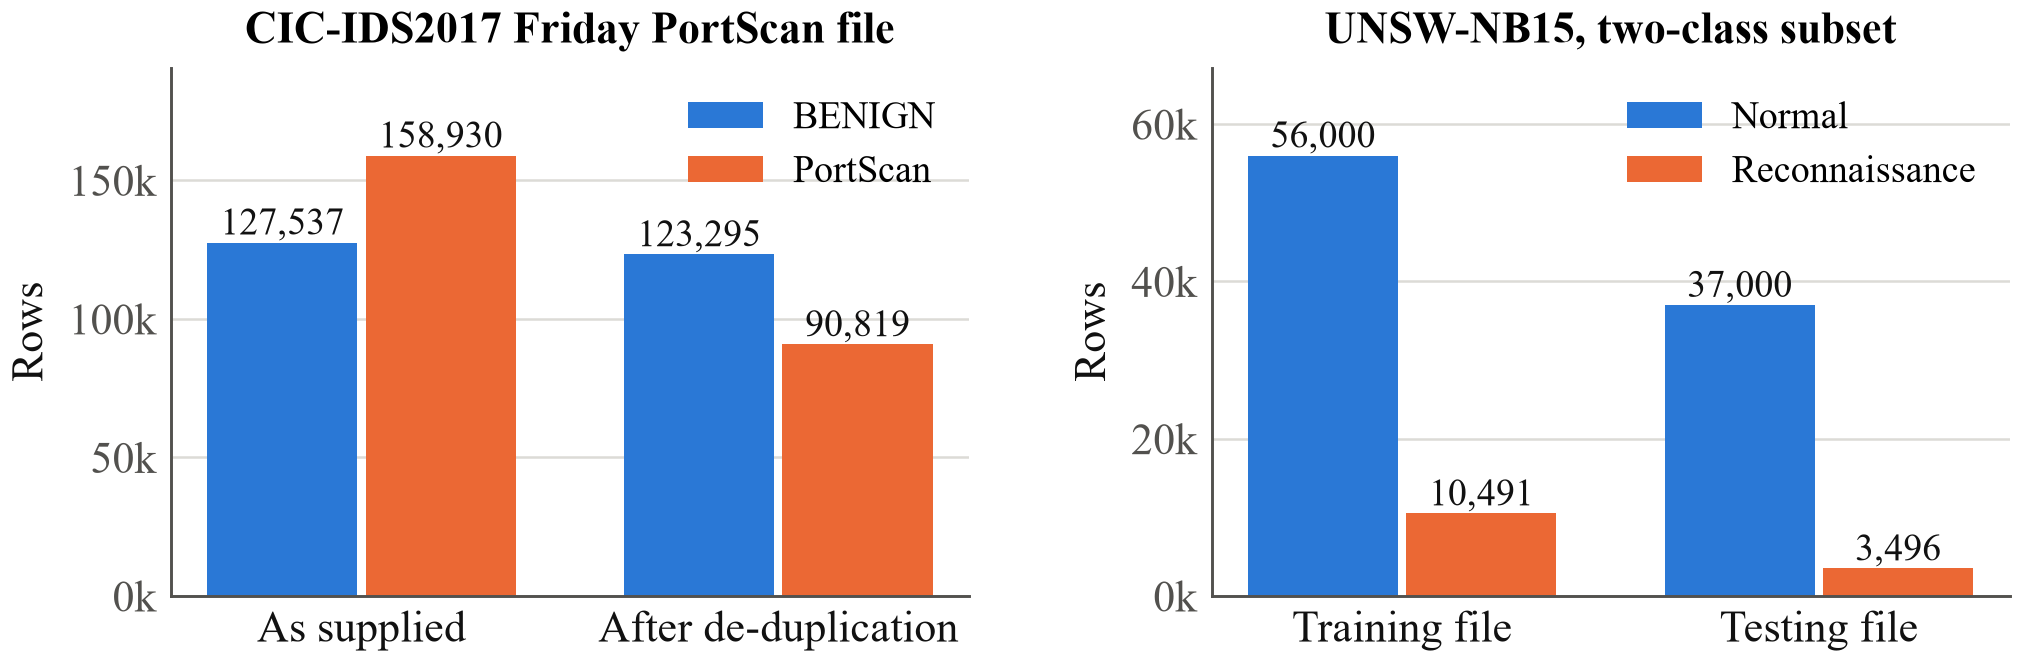 CIC-IDS2017 Friday PortScan file
Rows
150k
100k
50k
0k
127,537
158,930
123,295
90,819
BENIGN
PortScan
As supplied
After de-duplication
UNSW-NB15, two-class subset
Rows
60k
40k
20k
0k
56,000
10,491
37,000
3,496
Normal
Reconnaissance
Training file
Testing file